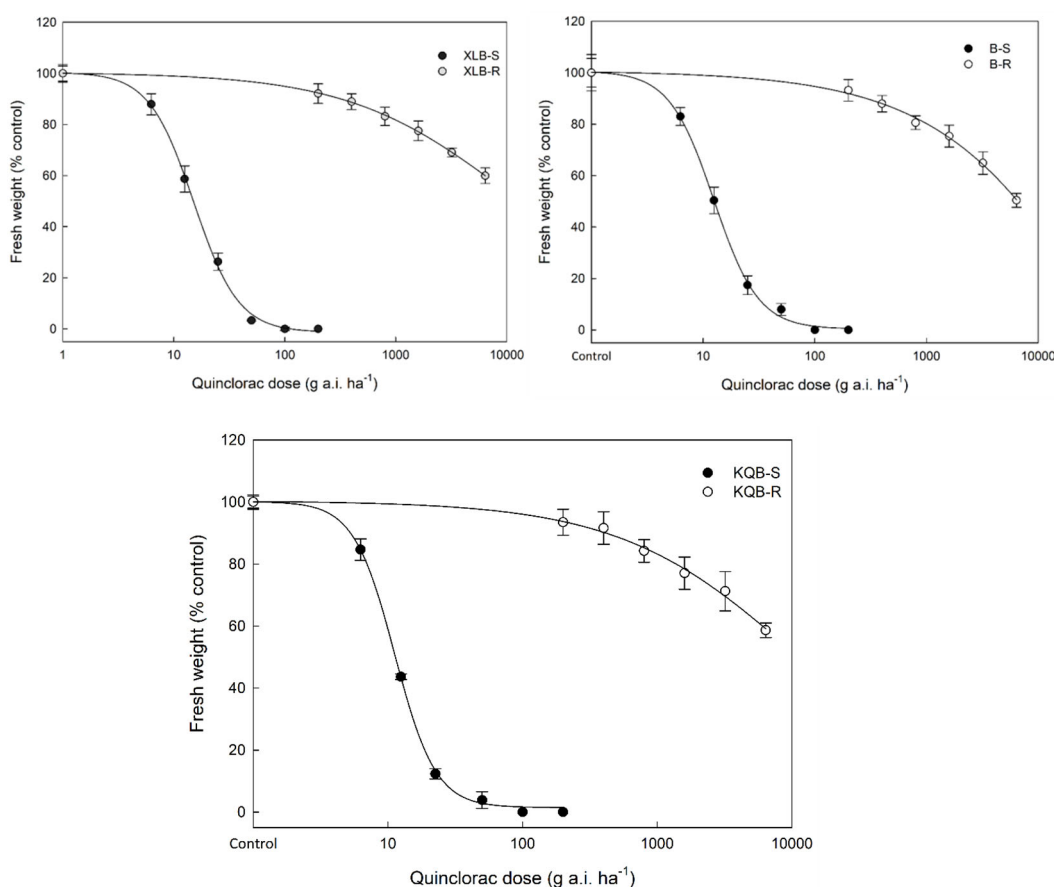 120
100
80
60
40
20
0
Fresh weight (% control)
XLB-S
XLB-R
1
10
100
1000
10000
Quinclorac dose (g a.i. ha⁻¹)
120
100
80
60
40
20
0
Fresh weight (% control)
B-S
B-R
Control
10
100
1000
10000
Quinclorac dose (g a.i. ha⁻¹)
120
100
80
60
40
20
0
Fresh weight (% control)
KQB-S
KQB-R
Control
10
100
1000
10000
Quinclorac dose (g a.i. ha⁻¹)